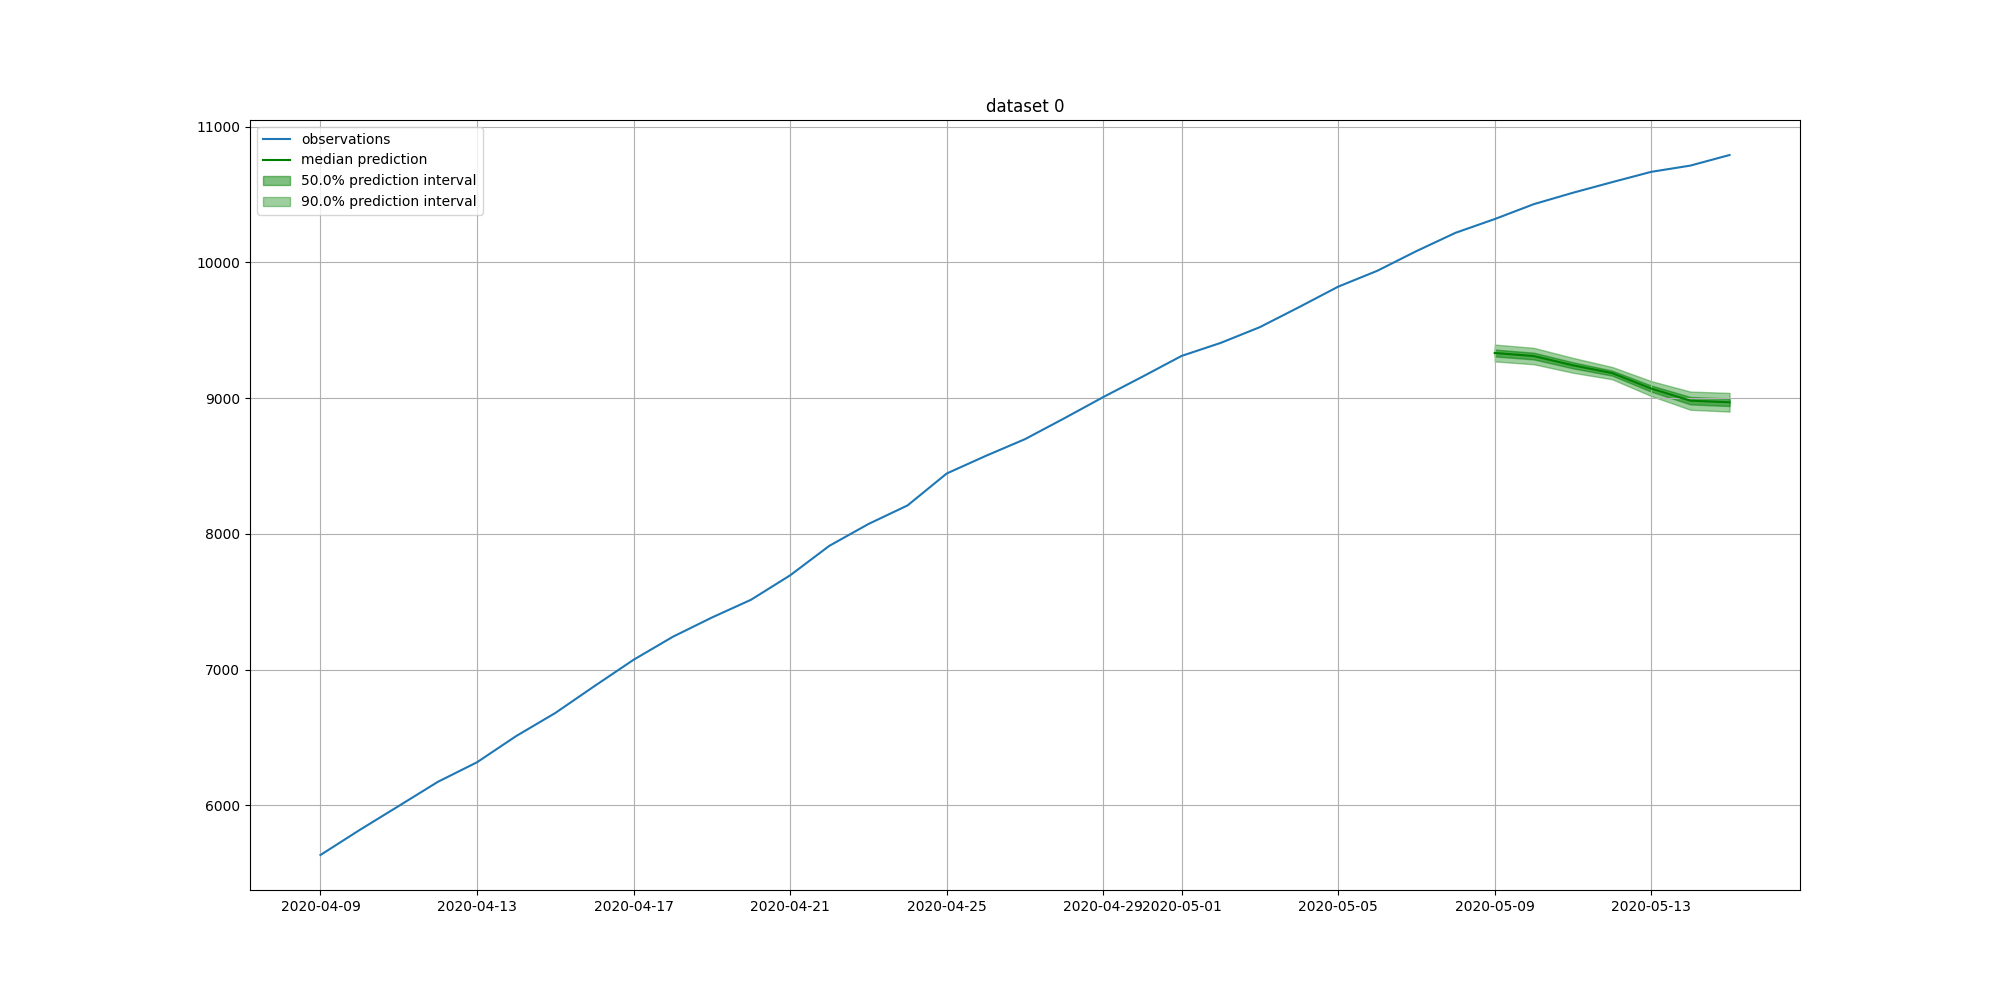 dataset 0
11000
10000
9000
8000
7000
6000
observations
median prediction
50.0% prediction interval
90.0% prediction interval
2020-04-09 2020-04-13 2020-04-17 2020-04-21 2020-04-25 2020-04-29 2020-05-01 2020-05-05 2020-05-09 2020-05-13